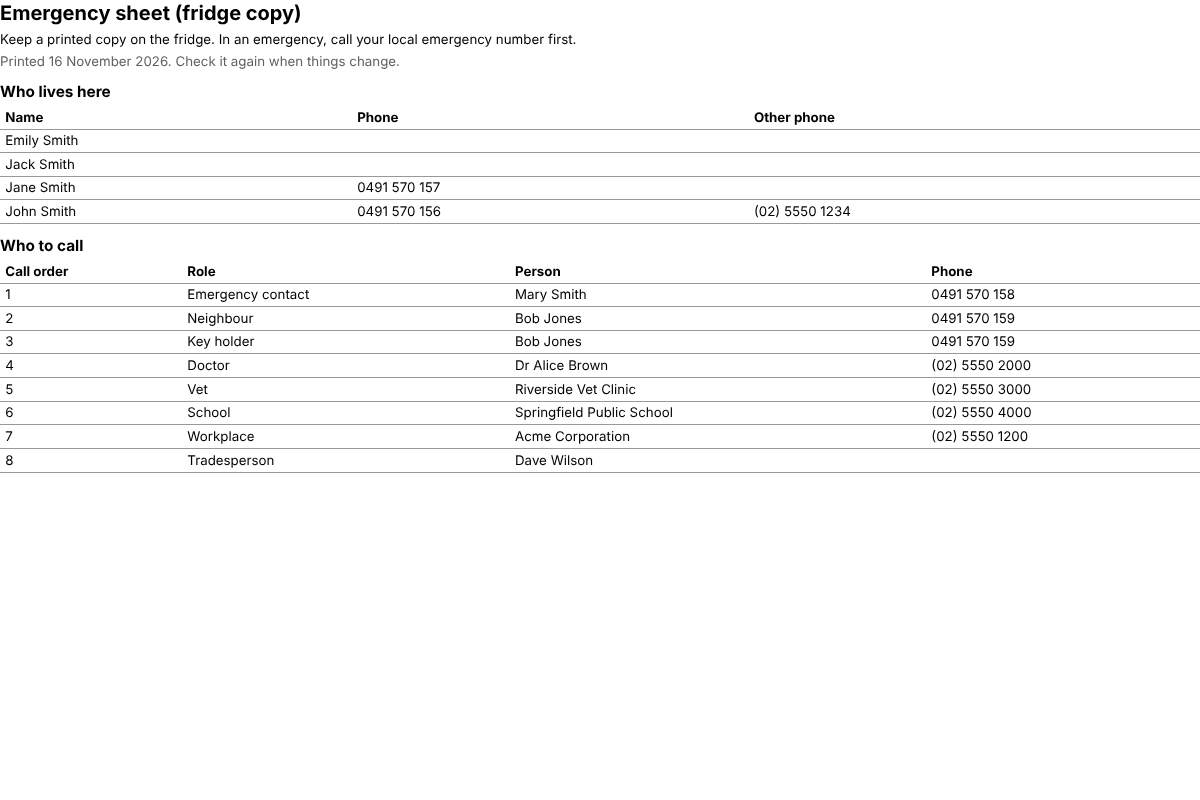 Emergency sheet (fridge copy)
Keep a printed copy on the fridge. In an emergency, call your local emergency number first.
Printed 16 November 2026. Check it again when things change.
Who lives here
Name Phone Other phone
Emily Smith
Jack Smith
Jane Smith 0491 570 157
John Smith 0491 570 156 (02) 5550 1234
Who to call
Call order Role Person Phone
1 Emergency contact Mary Smith 0491 570 158
2 Neighbour Bob Jones 0491 570 159
3 Key holder Bob Jones 0491 570 159
4 Doctor Dr Alice Brown (02) 5550 2000
5 Vet Riverside Vet Clinic (02) 5550 3000
6 School Springfield Public School (02) 5550 4000
7 Workplace Acme Corporation (02) 5550 1200
8 Tradesperson Dave Wilson